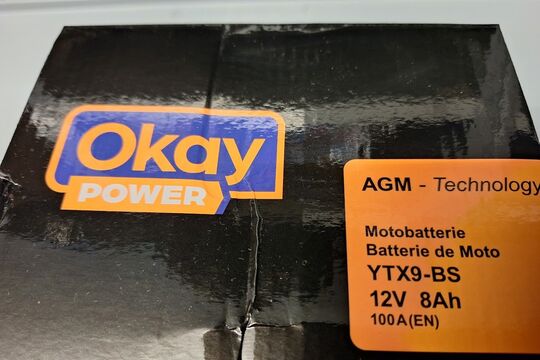 Okay
POWER
AGM - Technology
Motobatterie
Batterie de Moto
YTX9-BS
12V 8Ah
100A(EN)